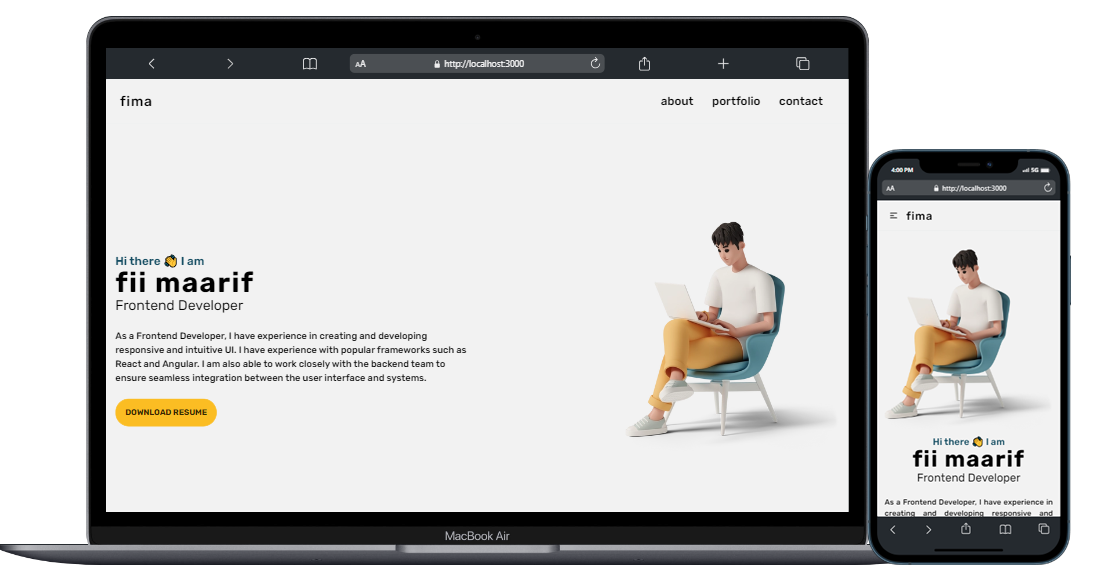 AA http://localhost:3000
fima about portfolio contact
Hi there 👏 I am
fii maarif
Frontend Developer
As a Frontend Developer, I have experience in creating and developing
responsive and intuitive UI. I have experience with popular frameworks such as
React and Angular. I am also able to work closely with the backend team to
ensure seamless integration between the user interface and systems.
DOWNLOAD RESUME
MacBook Air
4:00 PM 5G
AA http://localhost:3000
fima
Hi there 👏 I am
fii maarif
Frontend Developer
As a Frontend Developer, I have experience in
creating and developing responsive and